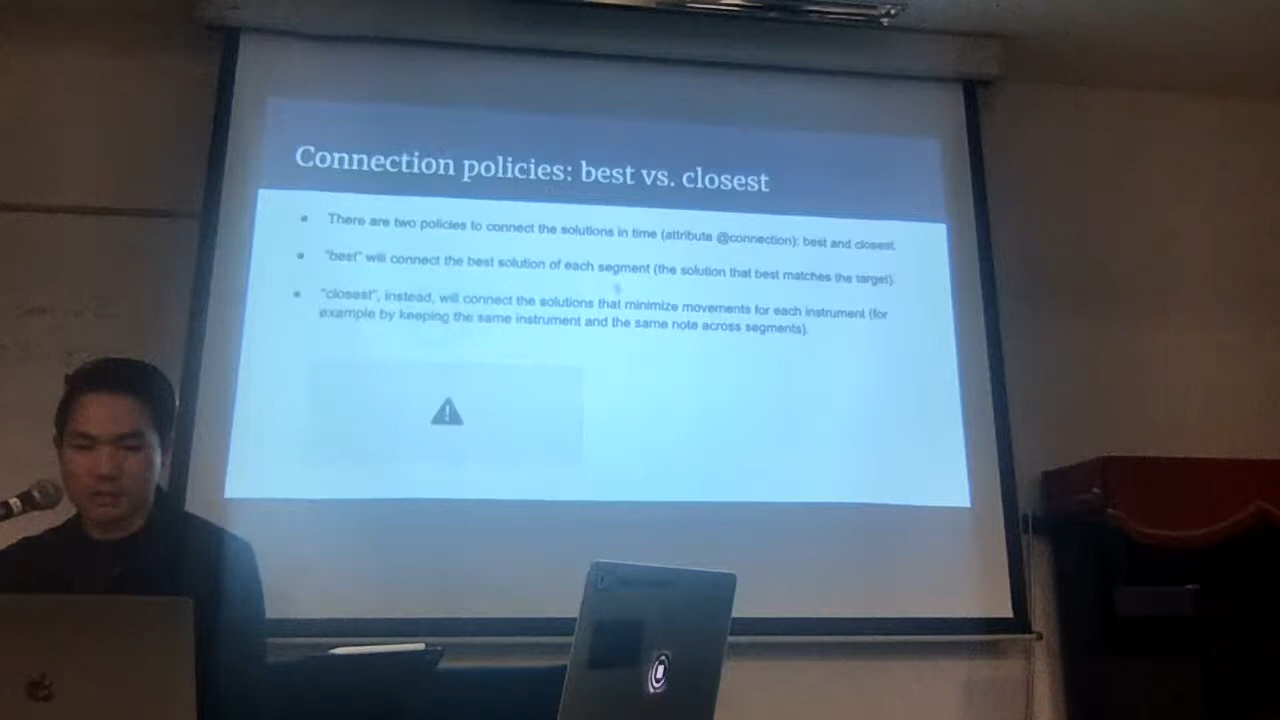 Connection policies: best vs. closest
There are two policies to connect the solutions in time (attribute @connection): best and closest.
"best" will connect the best solution of each segment (the solution that best matches the target).
"closest", instead, will connect the solutions that minimize movements for each instrument (for
example by keeping the same instrument and the same note across segments).